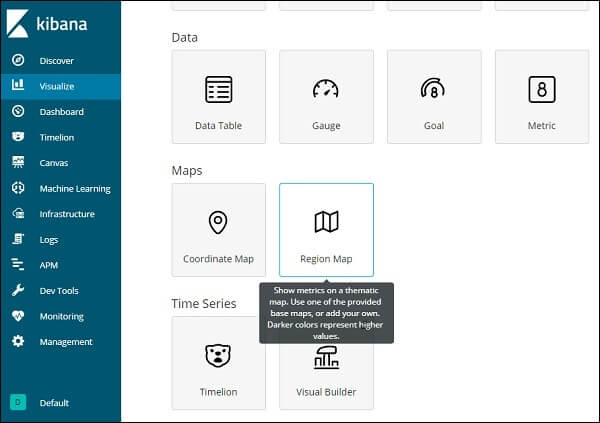 kibana
Discover
Visualize
Dashboard
Timelion
Canvas
Machine Learning
Infrastructure
Logs
APM
Dev Tools
Monitoring
Management
D Default
Data
Data Table Gauge Goal Metric
8 8
Maps
Coordinate Map Region Map
Show metrics on a thematic
map. Use one of the provided
base maps, or add your own.
Darker colors represent higher
values.
Time Series
Timelion Visual Builder